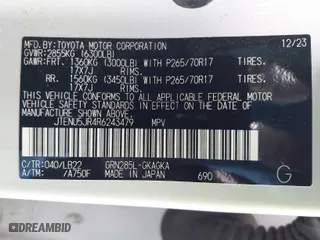 MFD. BY: TOYOTA MOTOR CORPORATION 12/23
GVWR: 2855KG (6300LB)
GAWR: FRT. 1360KG (3000LB) WITH P265/70R17 TIRES.
17X7J RIMS.
RR. 1560KG (3450LB) WITH P265/70R17 TIRES.
17X7J RIMS.
THIS VEHICLE CONFORMS TO ALL APPLICABLE
FEDERAL MOTOR VEHICLE SAFETY STANDARDS IN
EFFECT ON THE DATE OF MANUFACTURE SHOWN ABOVE.
JTENU5JR4R6243479 MPV
C/TR: 040/LB22 GRN285L-GKAGKA
A/TM: /A750F MADE IN JAPAN 690 G
RIDESAFELY